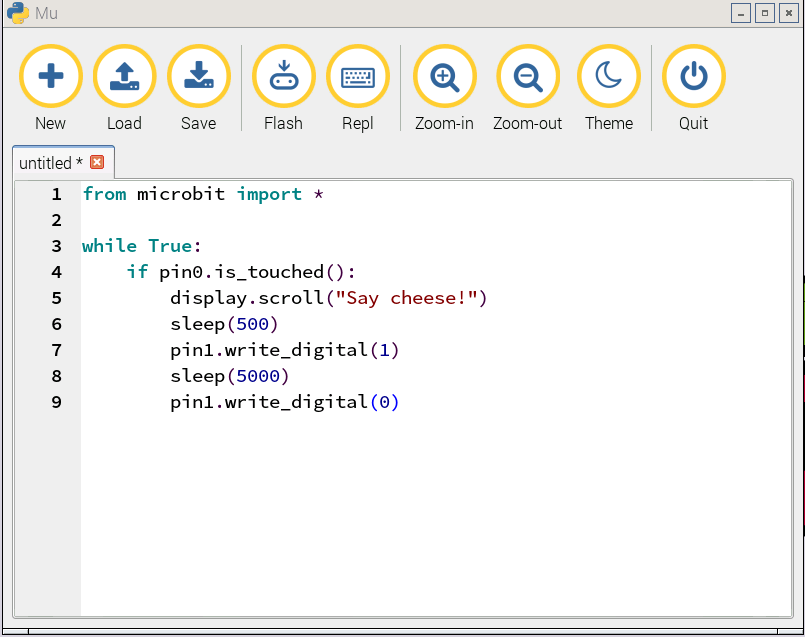 Mu
New Load Save Flash Repl Zoom-in Zoom-out Theme Quit
untitled *
1 from microbit import *
2
3 while True:
4     if pin0.is_touched():
5         display.scroll("Say cheese!")
6         sleep(500)
7         pin1.write_digital(1)
8         sleep(5000)
9         pin1.write_digital(0)